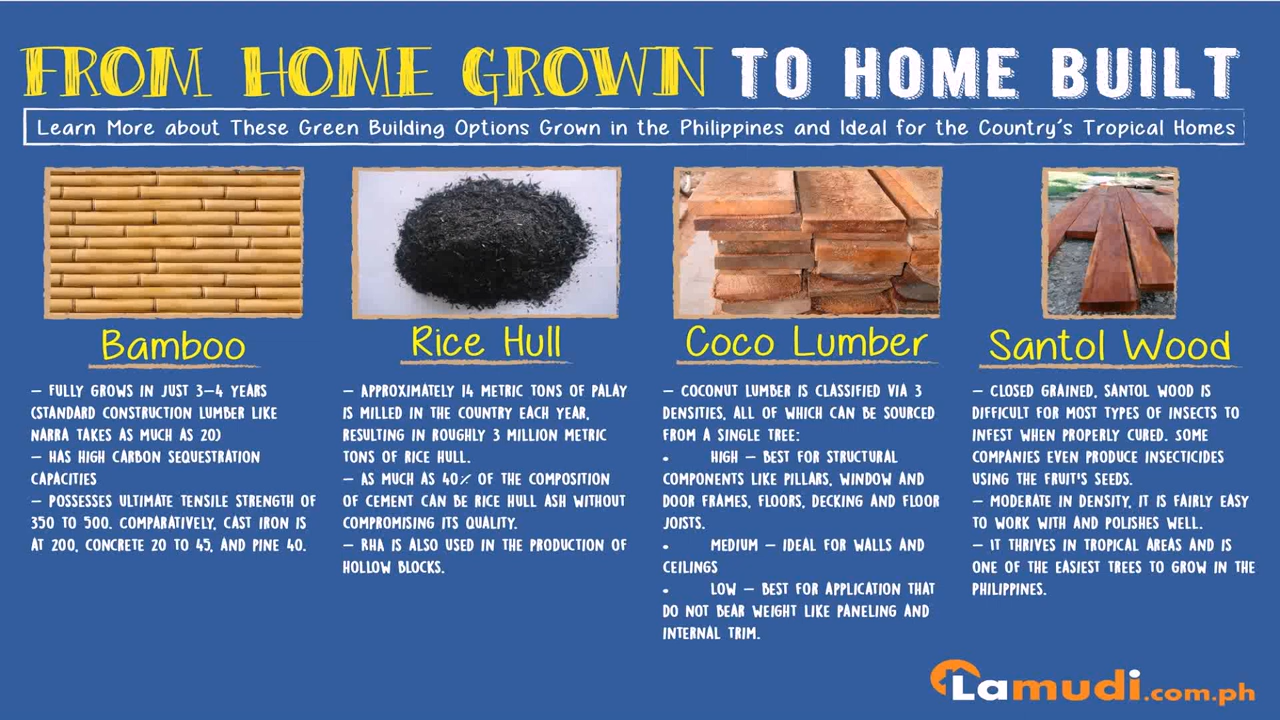 FROM HOME GROWN TO HOME BUILT
Learn More about These Green Building Options Grown in the Philippines and Ideal for the Country's Tropical Homes
Bamboo
– FULLY GROWS IN JUST 3–4 YEARS
(STANDARD CONSTRUCTION LUMBER LIKE
NARRA TAKES AS MUCH AS 20)
– HAS HIGH CARBON SEQUESTRATION
CAPACITIES
– POSSESSES ULTIMATE TENSILE STRENGTH OF
350 TO 500. COMPARATIVELY, CAST IRON IS
AT 200, CONCRETE 20 TO 45, AND PINE 40.
Rice Hull
– APPROXIMATELY 14 METRIC TONS OF PALAY
IS MILLED IN THE COUNTRY EACH YEAR,
RESULTING IN ROUGHLY 3 MILLION METRIC
TONS OF RICE HULL.
– AS MUCH AS 40% OF THE COMPOSITION
OF CEMENT CAN BE RICE HULL ASH WITHOUT
COMPROMISING ITS QUALITY.
– RHA IS ALSO USED IN THE PRODUCTION OF
HOLLOW BLOCKS.
Coco Lumber
– COCONUT LUMBER IS CLASSIFIED VIA 3
DENSITIES, ALL OF WHICH CAN BE SOURCED
FROM A SINGLE TREE:
• HIGH – BEST FOR STRUCTURAL
COMPONENTS LIKE PILLARS, WINDOW AND
DOOR FRAMES, FLOORS, DECKING AND FLOOR
JOISTS.
• MEDIUM – IDEAL FOR WALLS AND
CEILINGS
• LOW – BEST FOR APPLICATION THAT
DO NOT BEAR WEIGHT LIKE PANELING AND
INTERNAL TRIM.
Santol Wood
– CLOSED GRAINED, SANTOL WOOD IS
DIFFICULT FOR MOST TYPES OF INSECTS TO
INFEST WHEN PROPERLY CURED. SOME
COMPANIES EVEN PRODUCE INSECTICIDES
USING THE FRUIT'S SEEDS.
– MODERATE IN DENSITY, IT IS FAIRLY EASY
TO WORK WITH AND POLISHES WELL.
– IT THRIVES IN TROPICAL AREAS AND IS
ONE OF THE EASIEST TREES TO GROW IN THE
PHILIPPINES.
Lamudi.com.ph